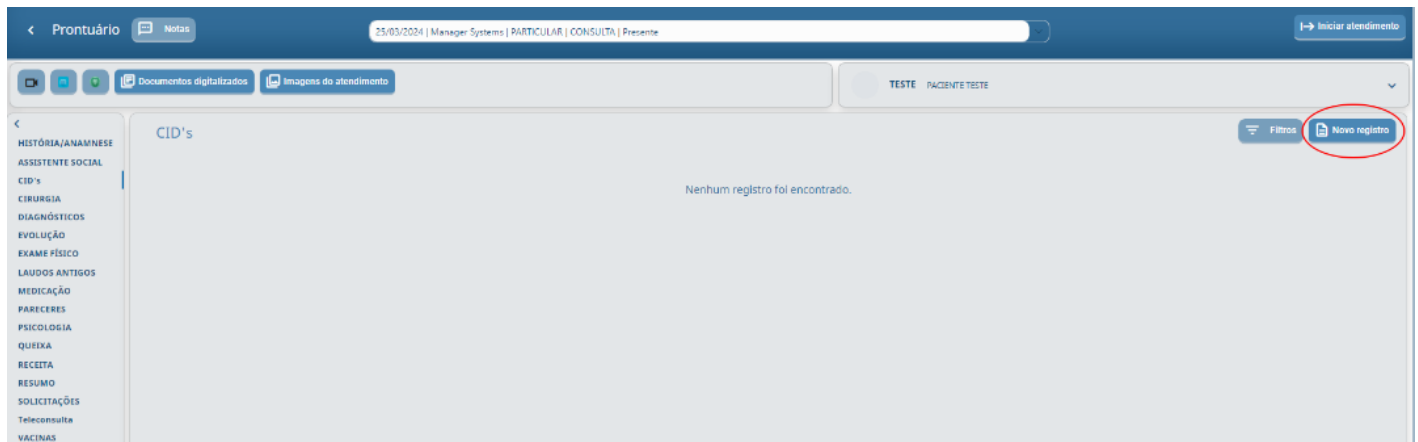 Prontuário
Notas
25/03/2024 | Manager Systems | PARTICULAR | CONSULTA | Presente
Iniciar atendimento
Documentos digitalizados
Imagens do atendimento
TESTE PACIENTE TESTE
CID's
Filtros
Novo registro
Nenhum registro foi encontrado.
HISTÓRIA/ANAMNESE
ASSISTENTE SOCIAL
CID's
CIRURGIA
DIAGNÓSTICOS
EVOLUÇÃO
EXAME FÍSICO
LAUDOS ANTIGOS
MEDICAÇÃO
PARECERES
PSICOLOGIA
QUEIXA
RECEITA
RESUMO
SOLICITAÇÕES
Teleconsulta
VACINAS